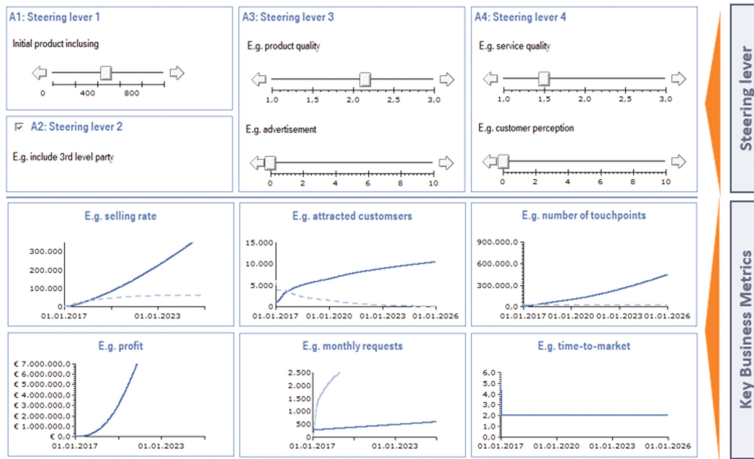 A1: Steering lever 1
Initial product inclusing
0 400 800
A2: Steering lever 2
E.g. include 3rd level party
A3: Steering lever 3
E.g. product quality
1,0 1,5 2,0 2,5 3,0
E.g. advertisement
0 2 4 6 8 10
A4: Steering lever 4
E.g. service quality
1,0 1,5 2,0 2,5 3,0
E.g. customer perception
0 2 4 6 8 10
Steering lever
E.g. selling rate
300.000
200.000
100.000
0
01.01.2017 01.01.2023
E.g. attracted customsers
15.000
10.000
5.000
0
01.01.2017 01.01.2020 01.01.2023 01.01.2026
E.g. number of touchpoints
900.000,0
600.000,0
300.000,0
0,0
01.01.2017 01.01.2020 01.01.2023 01.01.2026
E.g. profit
€ 7.000.000,0
€ 6.000.000,0
€ 5.000.000,0
€ 4.000.000,0
€ 3.000.000,0
€ 2.000.000,0
€ 1.000.000,0
€ 0,0
01.01.2017 01.01.2023
E.g. monthly requests
2.500
2.000
1.500
1.000
500
0
01.01.2017 01.01.2023
E.g. time-to-market
6,0
5,0
4,0
3,0
2,0
1,0
0,0
01.01.2017 01.01.2020 01.01.2023 01.01.2026
Key Business Metrics